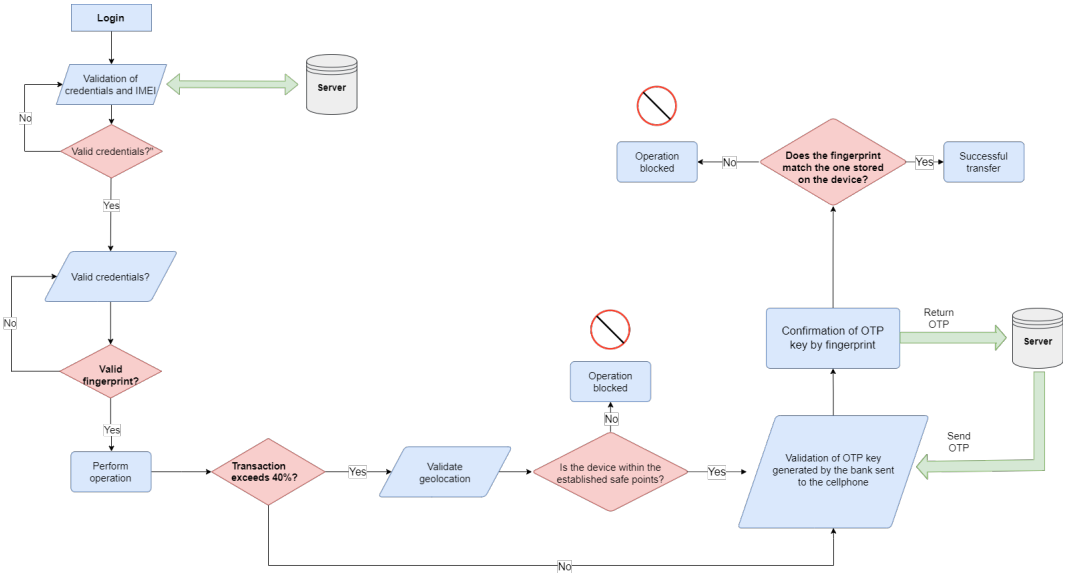 Login
Validation of
credentials and IMEI
Server
No
Valid credentials?"
Yes
Valid credentials?
No
Valid
fingerprint?
Yes
Perform
operation
Transaction
exceeds 40%?
Yes
Validate
geolocation
Is the device within the
established safe points?
No
Operation
blocked
Yes
No
Validation of OTP key
generated by the bank sent
to the cellphone
Send
OTP
Server
Return
OTP
Confirmation of OTP
key by fingerprint
Does the fingerprint
match the one stored
on the device?
No
Operation
blocked
Yes
Successful
transfer